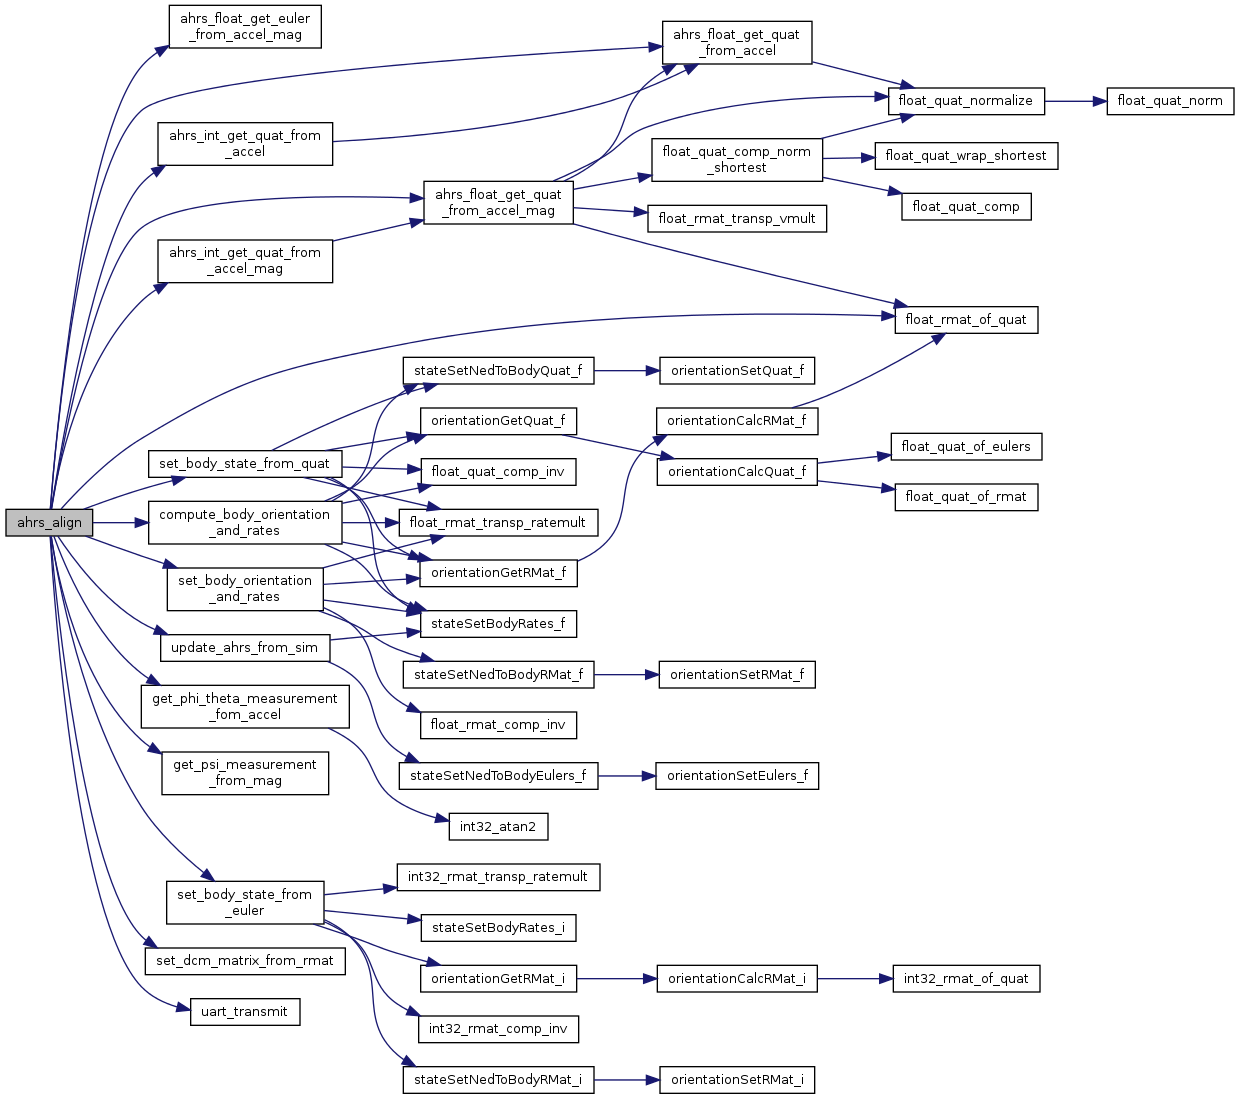 ahrs_align
ahrs_float_get_euler
_from_accel_mag
ahrs_int_get_quat_from
_accel
ahrs_int_get_quat_from
_accel_mag
set_body_state_from_quat
compute_body_orientation
_and_rates
set_body_orientation
_and_rates
update_ahrs_from_sim
get_phi_theta_measurement
_fom_accel
get_psi_measurement
_from_mag
set_body_state_from
_euler
set_dcm_matrix_from_rmat
uart_transmit
ahrs_float_get_quat
_from_accel_mag
stateSetNedToBodyQuat_f
orientationGetQuat_f
float_quat_comp_inv
float_rmat_transp_ratemult
orientationGetRMat_f
stateSetBodyRates_f
stateSetNedToBodyRMat_f
float_rmat_comp_inv
stateSetNedToBodyEulers_f
int32_atan2
int32_rmat_transp_ratemult
stateSetBodyRates_i
orientationGetRMat_i
int32_rmat_comp_inv
stateSetNedToBodyRMat_i
ahrs_float_get_quat
_from_accel
float_quat_comp_norm
_shortest
float_rmat_transp_vmult
orientationSetQuat_f
orientationCalcRMat_f
orientationCalcQuat_f
orientationSetRMat_f
orientationSetEulers_f
orientationCalcRMat_i
orientationSetRMat_i
float_quat_normalize
float_quat_wrap_shortest
float_quat_comp
float_rmat_of_quat
float_quat_of_eulers
float_quat_of_rmat
int32_rmat_of_quat
float_quat_norm